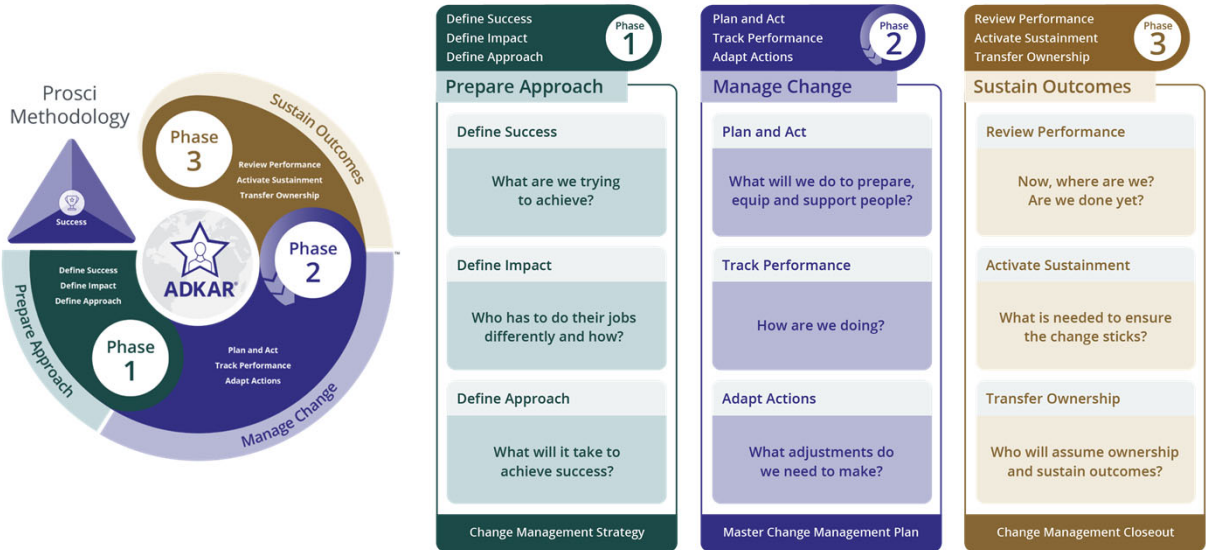 Prosci
Methodology
Success
Sustain Outcomes
Phase
3
Review Performance
Activate Sustainment
Transfer Ownership
ADKAR®
Phase
2
™
Define Success
Define Impact
Define Approach
Phase
1
Prepare Approach
Plan and Act
Track Performance
Adapt Actions
Manage Change
Define Success
Define Impact
Define Approach
Phase
1
Prepare Approach
Define Success
What are we trying
to achieve?
Define Impact
Who has to do their jobs
differently and how?
Define Approach
What will it take to
achieve success?
Change Management Strategy
Plan and Act
Track Performance
Adapt Actions
Phase
2
Manage Change
Plan and Act
What will we do to prepare,
equip and support people?
Track Performance
How are we doing?
Adapt Actions
What adjustments do
we need to make?
Master Change Management Plan
Review Performance
Activate Sustainment
Transfer Ownership
Phase
3
Sustain Outcomes
Review Performance
Now, where are we?
Are we done yet?
Activate Sustainment
What is needed to ensure
the change sticks?
Transfer Ownership
Who will assume ownership
and sustain outcomes?
Change Management Closeout